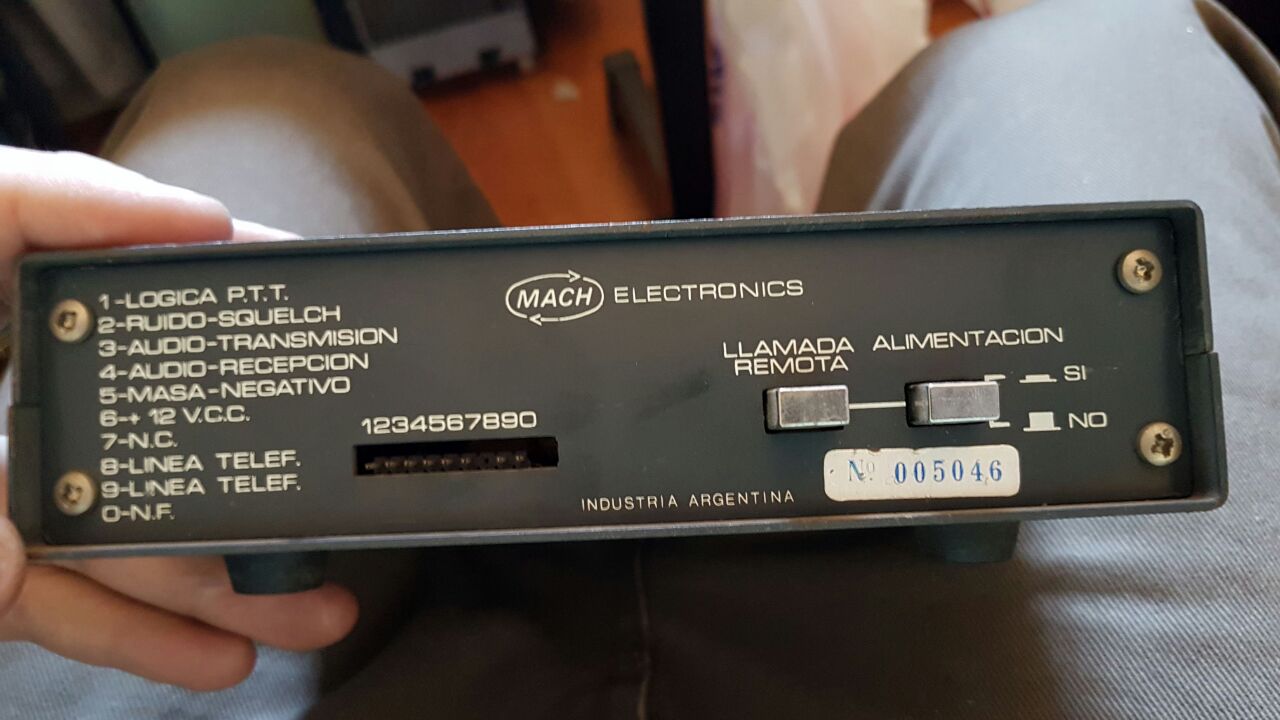 1-LOGICA P.T.T.
2-RUIDO-SQUELCH
3-AUDIO-TRANSMISION
4-AUDIO-RECEPCION
5-MASA-NEGATIVO
6-+ 12 V.C.C.
7-N.C.
8-LINEA TELEF.
9-LINEA TELEF.
0-N.F.
1234567890
MACH ELECTRONICS
LLAMADA REMOTA
ALIMENTACION
SI
NO
Nº 005046
INDUSTRIA ARGENTINA